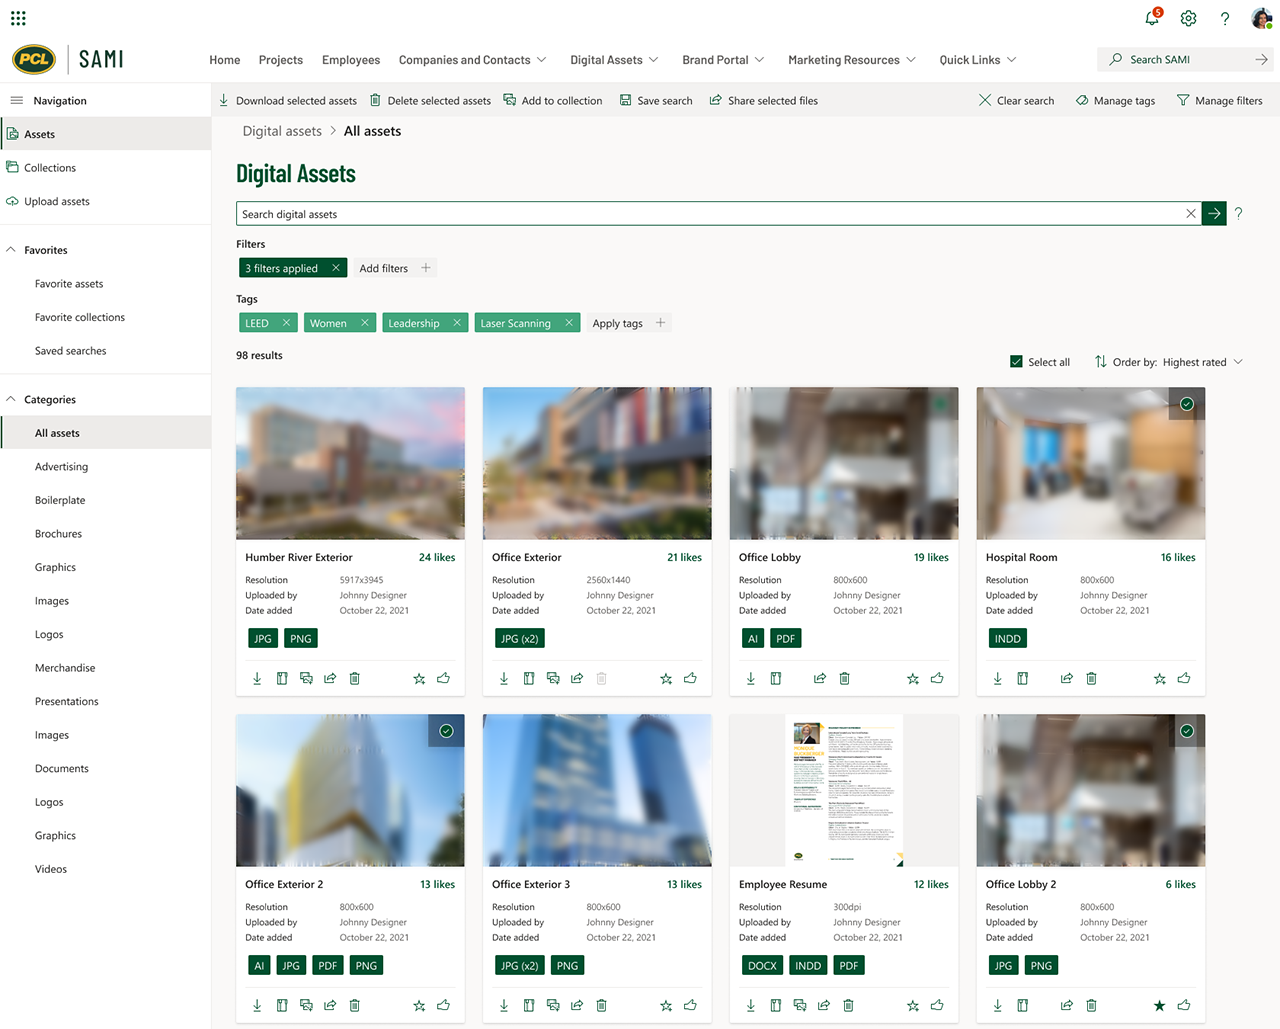 5
PCL SAMI
Home Projects Employees Companies and Contacts Digital Assets Brand Portal Marketing Resources Quick Links
Search SAMI
Navigation
Download selected assets Delete selected assets Add to collection Save search Share selected files Clear search Manage tags Manage filters
Assets
Collections
Upload assets
Favorites
Favorite assets
Favorite collections
Saved searches
Categories
All assets
Advertising
Boilerplate
Brochures
Graphics
Images
Logos
Merchandise
Presentations
Images
Documents
Logos
Graphics
Videos
Digital assets > All assets
Digital Assets
Search digital assets
?
Filters
3 filters applied Add filters
Tags
LEED Women Leadership Laser Scanning Apply tags
98 results
Select all Order by: Highest rated
Humber River Exterior 24 likes
Resolution 5917x3945
Uploaded by Johnny Designer
Date added October 22, 2021
JPG PNG
Office Exterior 21 likes
Resolution 2560x1440
Uploaded by Johnny Designer
Date added October 22, 2021
JPG (x2)
Office Lobby 19 likes
Resolution 800x600
Uploaded by Johnny Designer
Date added October 22, 2021
AI PDF
Hospital Room 16 likes
Resolution 800x600
Uploaded by Johnny Designer
Date added October 22, 2021
INDD
Office Exterior 2 13 likes
Resolution 800x600
Uploaded by Johnny Designer
Date added October 22, 2021
AI JPG PDF PNG
Office Exterior 3 13 likes
Resolution 800x600
Uploaded by Johnny Designer
Date added October 22, 2021
JPG (x2) PNG
Employee Resume 12 likes
Resolution 300dpi
Uploaded by Johnny Designer
Date added October 22, 2021
DOCX INDD PDF
Office Lobby 2 6 likes
Resolution 800x600
Uploaded by Johnny Designer
Date added October 22, 2021
JPG PNG